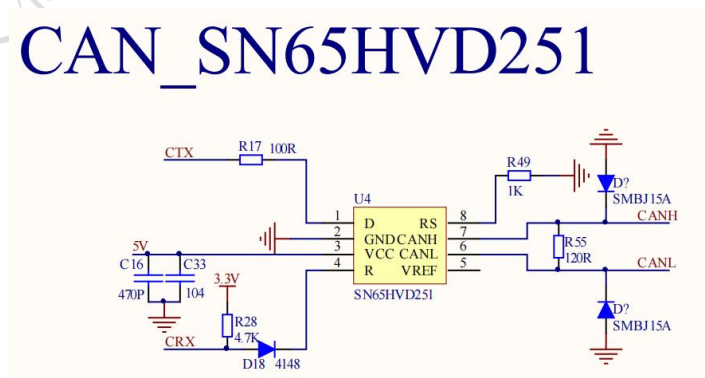 CAN_SN65HVD251
CTX
R17 100R
R49
1K
D?
SMBJ15A
CANH
U4
1 D RS 8
2 GND CANH 7
3 VCC CANL 6
4 R VREF 5
SN65HVD251
5V
C16 C33
470P 104
3.3V
R28
4.7K
CRX
D18 4148
R55
120R
CANL
D?
SMBJ15A